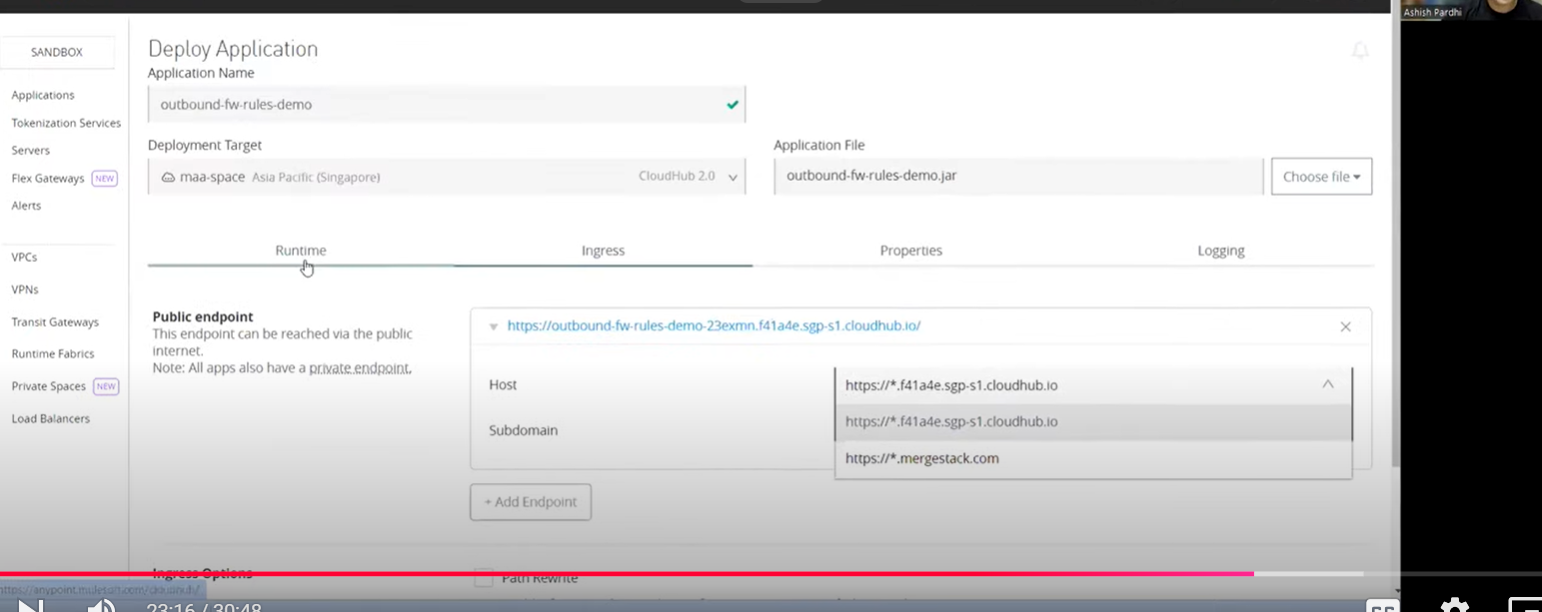 Ashish Pardhi
SANDBOX
Applications
Tokenization Services
Servers
Flex Gateways NEW
Alerts
VPCs
VPNs
Transit Gateways
Runtime Fabrics
Private Spaces NEW
Load Balancers
Deploy Application
Application Name
outbound-fw-rules-demo
Deployment Target
maa-space Asia Pacific (Singapore) CloudHub 2.0
Application File
outbound-fw-rules-demo.jar
Choose file
Runtime Ingress Properties Logging
Public endpoint
This endpoint can be reached via the public
internet.
Note: All apps also have a private endpoint.
https://outbound-fw-rules-demo-23exmn.f41a4e.sgp-s1.cloudhub.io/
Host
https://*.f41a4e.sgp-s1.cloudhub.io
https://*.f41a4e.sgp-s1.cloudhub.io
https://*.mergestack.com
Subdomain
+ Add Endpoint
Ingress Options
Path Rewrite
https://anypoint.mulesoft.com/cloudhub/
23:16 / 30:48